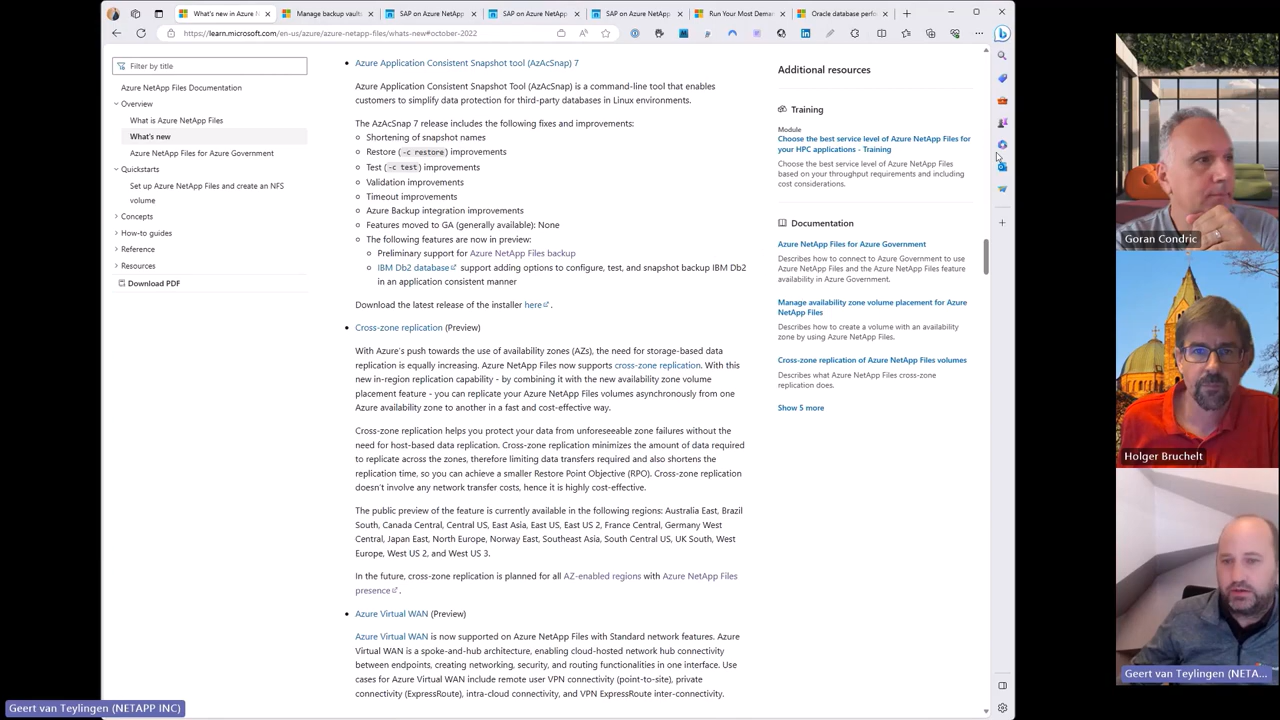 What's new in Azure N
Manage backup vault
SAP on Azure NetApp
SAP on Azure NetApp
SAP on Azure NetApp
Run Your Most Dema
Oracle database perfo
https://learn.microsoft.com/en-us/azure/azure-netapp-files/whats-new#october-2022
Filter by title
Azure NetApp Files Documentation
Overview
What is Azure NetApp Files
What's new
Azure NetApp Files for Azure Government
Quickstarts
Set up Azure NetApp Files and create an NFS
volume
Concepts
How-to guides
Reference
Resources
Download PDF
Azure Application Consistent Snapshot tool (AzAcSnap) 7
Azure Application Consistent Snapshot Tool (AzAcSnap) is a command-line tool that enables
customers to simplify data protection for third-party databases in Linux environments.
The AzAcSnap 7 release includes the following fixes and improvements:
Shortening of snapshot names
Restore (-c restore) improvements
Test (-c test) improvements
Validation improvements
Timeout improvements
Azure Backup integration improvements
Features moved to GA (generally available): None
The following features are now in preview:
Preliminary support for Azure NetApp Files backup
IBM Db2 database support adding options to configure, test, and snapshot backup IBM Db2
in an application consistent manner
Download the latest release of the installer here.
Cross-zone replication (Preview)
With Azure's push towards the use of availability zones (AZs), the need for storage-based data
replication is equally increasing. Azure NetApp Files now supports cross-zone replication. With this
new in-region replication capability - by combining it with the new availability zone volume
placement feature - you can replicate your Azure NetApp Files volumes asynchronously from one
Azure availability zone to another in a fast and cost-effective way.
Cross-zone replication helps you protect your data from unforeseeable zone failures without the
need for host-based data replication. Cross-zone replication minimizes the amount of data required
to replicate across the zones, therefore limiting data transfers required and also shortens the
replication time, so you can achieve a smaller Restore Point Objective (RPO). Cross-zone replication
doesn't involve any network transfer costs, hence it is highly cost-effective.
The public preview of the feature is currently available in the following regions: Australia East, Brazil
South, Canada Central, Central US, East Asia, East US, East US 2, France Central, Germany West
Central, Japan East, North Europe, Norway East, Southeast Asia, South Central US, UK South, West
Europe, West US 2, and West US 3.
In the future, cross-zone replication is planned for all AZ-enabled regions with Azure NetApp Files
presence.
Azure Virtual WAN (Preview)
Azure Virtual WAN is now supported on Azure NetApp Files with Standard network features. Azure
Virtual WAN is a spoke-and-hub architecture, enabling cloud-hosted network hub connectivity
between endpoints, creating networking, security, and routing functionalities in one interface. Use
cases for Azure Virtual WAN include remote user VPN connectivity (point-to-site), private
connectivity (ExpressRoute), intra-cloud connectivity, and VPN ExpressRoute inter-connectivity.
Additional resources
Training
Module
Choose the best service level of Azure NetApp Files for
your HPC applications - Training
Choose the best service level of Azure NetApp Files
based on your throughput requirements and including
cost considerations.
Documentation
Azure NetApp Files for Azure Government
Describes how to connect to Azure Government to use
Azure NetApp Files and the Azure NetApp Files feature
availability in Azure Government.
Manage availability zone volume placement for Azure
NetApp Files
Describes how to create a volume with an availability
zone by using Azure NetApp Files.
Cross-zone replication of Azure NetApp Files volumes
Describes what Azure NetApp Files cross-zone
replication does.
Show 5 more
Goran Condric
Holger Bruchelt
Geert van Teylingen (NETA...
Geert van Teylingen (NETAPP INC)